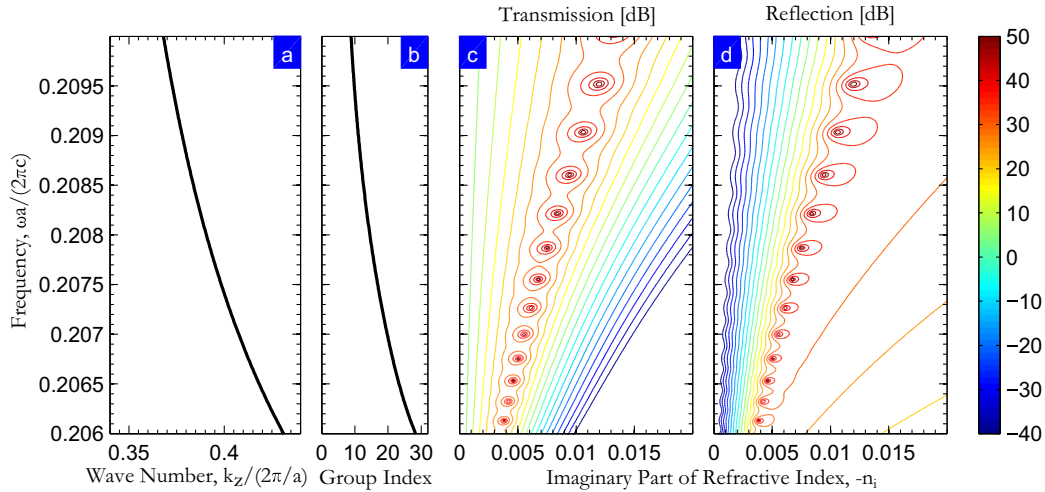 Transmission [dB] Reflection [dB]
a b c d
0.2095
0.209
0.2085
0.208
0.2075
0.207
0.2065
0.206
Frequency, ωa/(2πc)
0.35 0.4
0 10 20 30
0 0.005 0.01 0.015
0 0.005 0.01 0.015
Wave Number, kz/(2π/a) Group Index Imaginary Part of Refractive Index, -ni
50
40
30
20
10
0
−10
−20
−30
−40